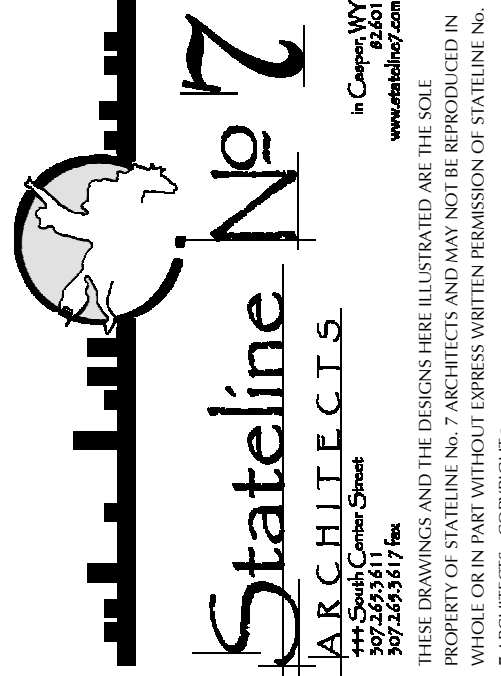 Stateline No 7
ARCHITECTS
444 South Center Street
307.265.3611
307.265.3617 fax
in Casper, WY
82601
www.stateline7.com
THESE DRAWINGS AND THE DESIGNS HERE ILLUSTRATED ARE THE SOLE
PROPERTY OF STATELINE No. 7 ARCHITECTS AND MAY NOT BE REPRODUCED IN
WHOLE OR IN PART WITHOUT EXPRESS WRITTEN PERMISSION OF STATELINE No.
7 ARCHITECTS. COPYRIGHT